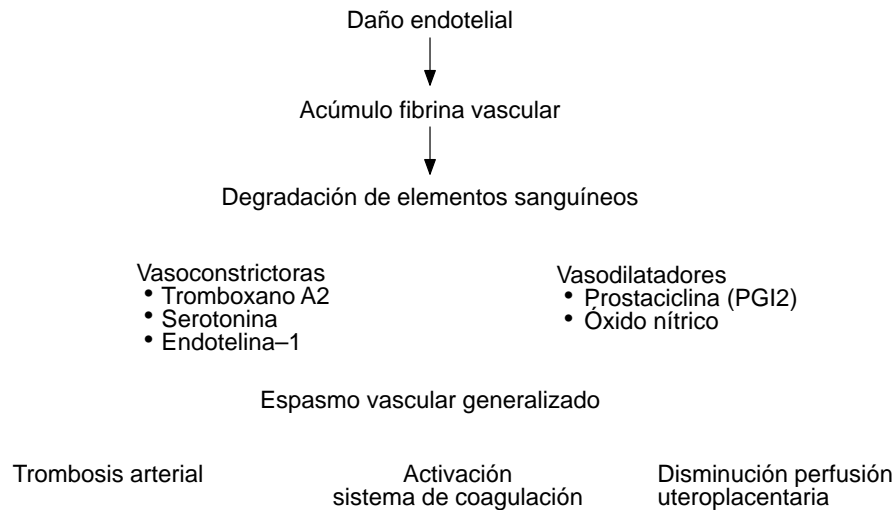 Daño endotelial
Acúmulo fibrina vascular
Degradación de elementos sanguíneos
Vasoconstrictoras
• Tromboxano A2
• Serotonina
• Endotelina–1
Vasodilatadores
• Prostaciclina (PGI2)
• Óxido nítrico
Espasmo vascular generalizado
Trombosis arterial
Activación
sistema de coagulación
Disminución perfusión
uteroplacentaria